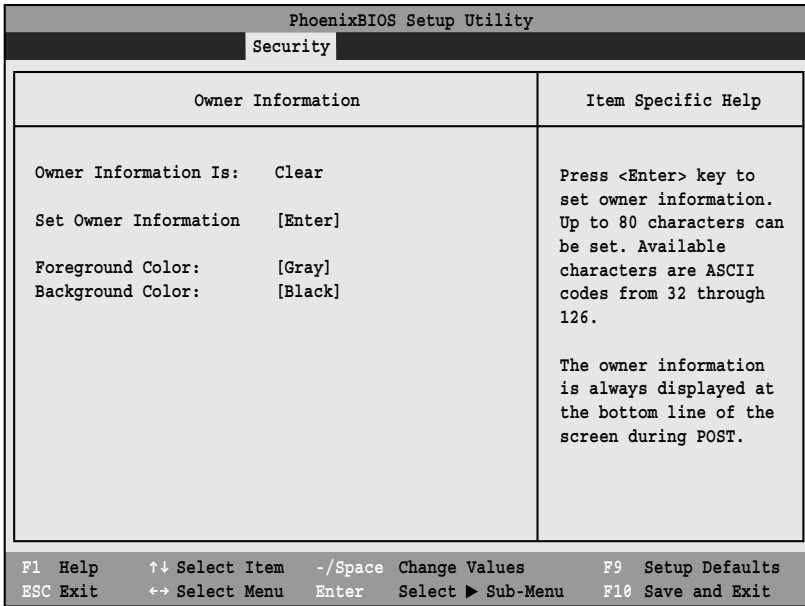 PhoenixBIOS Setup Utility
Security
Owner Information
Item Specific Help
Owner Information Is: Clear
Set Owner Information [Enter]
Foreground Color: [Gray]
Background Color: [Black]
Press <Enter> key to
set owner information.
Up to 80 characters can
be set. Available
characters are ASCII
codes from 32 through
126.
The owner information
is always displayed at
the bottom line of the
screen during POST.
F1 Help ↑↓ Select Item -/Space Change Values F9 Setup Defaults
ESC Exit ←→ Select Menu Enter Select ▶ Sub-Menu F10 Save and Exit